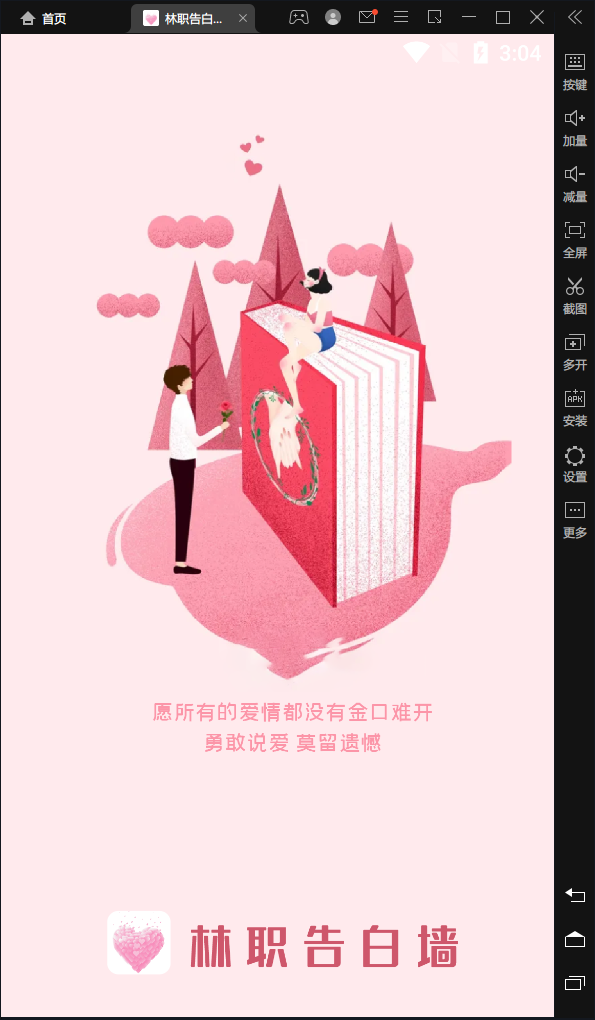 首页
林职告白...
3:04
按键
加量
减量
全屏
截图
多开
APK
安装
设置
更多
愿所有的爱情都没有金口难开
勇敢说爱 莫留遗憾
林职告白墙